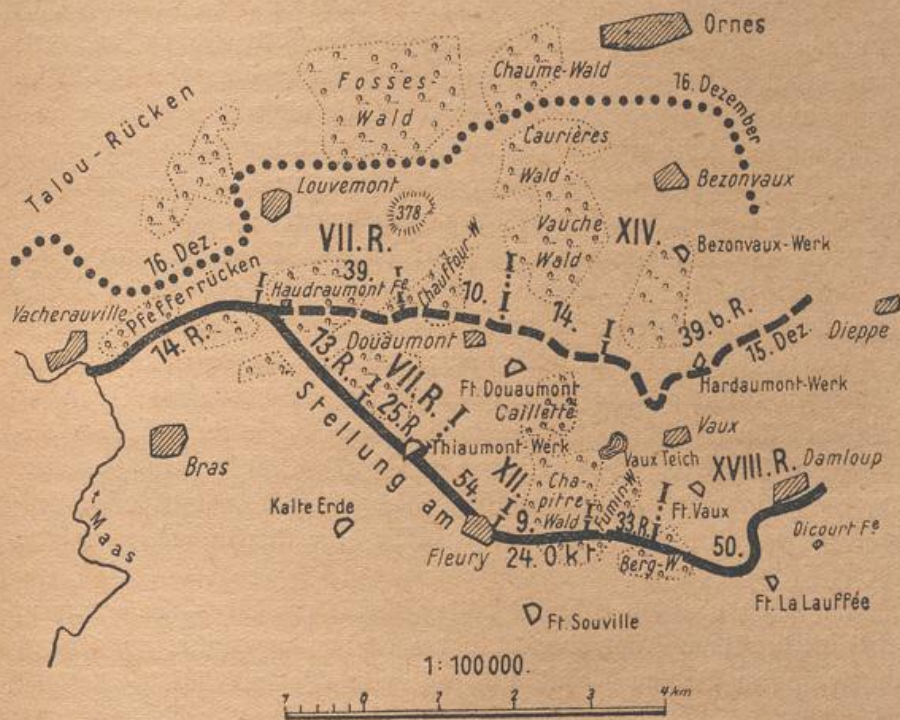 Ornes
Chaume-Wald
Fosses-
Wald
16. Dezember
Talou-Rücken
Caurières
Wald
Louvemont
Bezonvaux
378
VII. R.
Vauche
Wald
XIV.
Bezonvaux-Werk
16. Dez.
39.
Chauffour-W
10.
Haudraumont Fe
Pfefferrücken
Vacherauville
14. R.
14.
39. b. R.
15. Dez
Dieppe
Douaumont
13. R.
VII. R.
Ft. Douaumont
Hardaumont-Werk
I
25. R.
Caillette
Stellung am
Thiaumont-Werk
Vaux
Vaux Teich
XVIII. R.
Damloup
Bras
XII
54.
Cha-
pitre
Wald
Fumin-W
Ft. Vaux
Kalte Erde
9.
33. R.
Dicourt Fe
Maas
Fleury
24. Okt.
Berg-W.
50.
Ft. La Lauffée
Ft. Souville
1: 100 000.
1 0 1 2 3 4 km